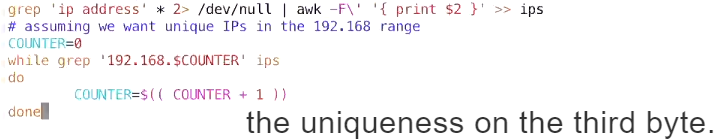 grep 'ip address' * 2> /dev/null | awk -F\' '{ print $2 }' >> ips
# assuming we want unique IPs in the 192.168 range
COUNTER=0
while grep '192.168.$COUNTER' ips
do
        COUNTER=$(( COUNTER + 1 ))
done
the uniqueness on the third byte.